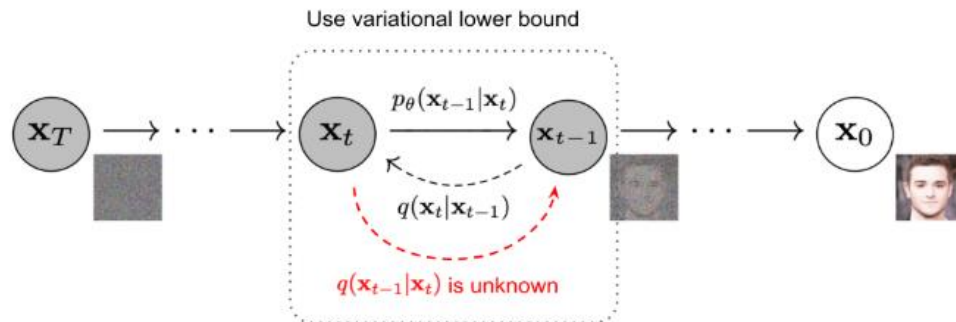 Use variational lower bound
x_T → ⋯ → x_t p_θ(x_{t−1}|x_t) x_{t−1} → ⋯ → x_0
q(x_t|x_{t−1})
q(x_{t−1}|x_t) is unknown